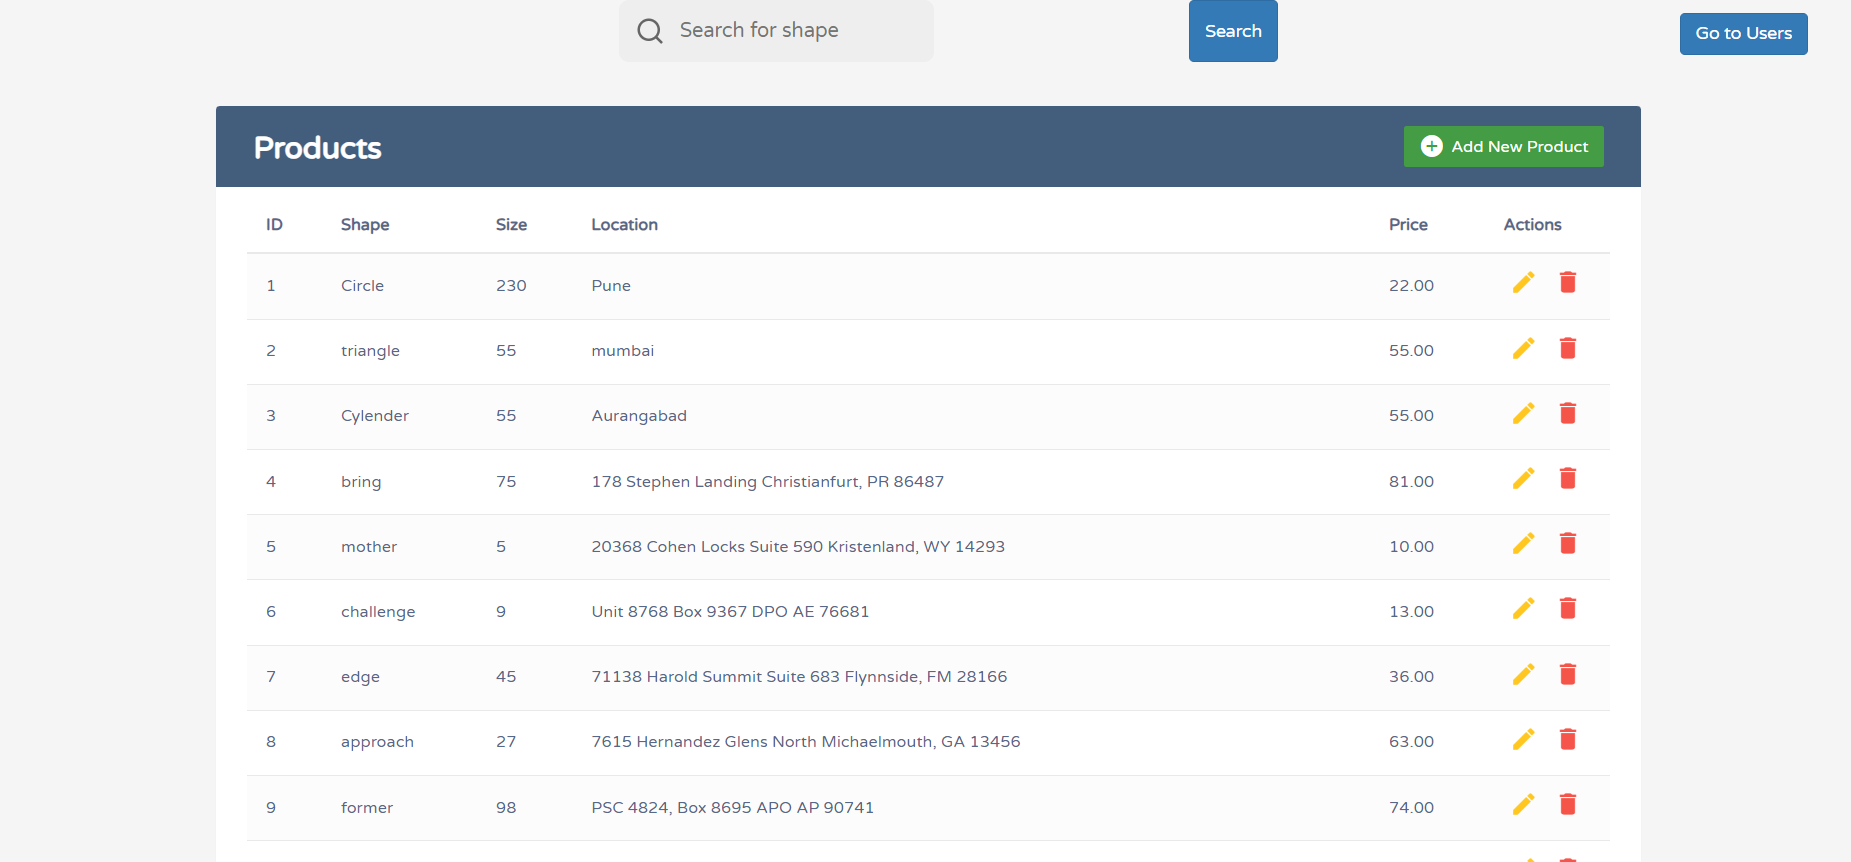 Search for shape
Search
Go to Users
Products
Add New Product
ID Shape Size Location Price Actions
1 Circle 230 Pune 22.00
2 triangle 55 mumbai 55.00
3 Cylender 55 Aurangabad 55.00
4 bring 75 178 Stephen Landing Christianfurt, PR 86487 81.00
5 mother 5 20368 Cohen Locks Suite 590 Kristenland, WY 14293 10.00
6 challenge 9 Unit 8768 Box 9367 DPO AE 76681 13.00
7 edge 45 71138 Harold Summit Suite 683 Flynnside, FM 28166 36.00
8 approach 27 7615 Hernandez Glens North Michaelmouth, GA 13456 63.00
9 former 98 PSC 4824, Box 8695 APO AP 90741 74.00